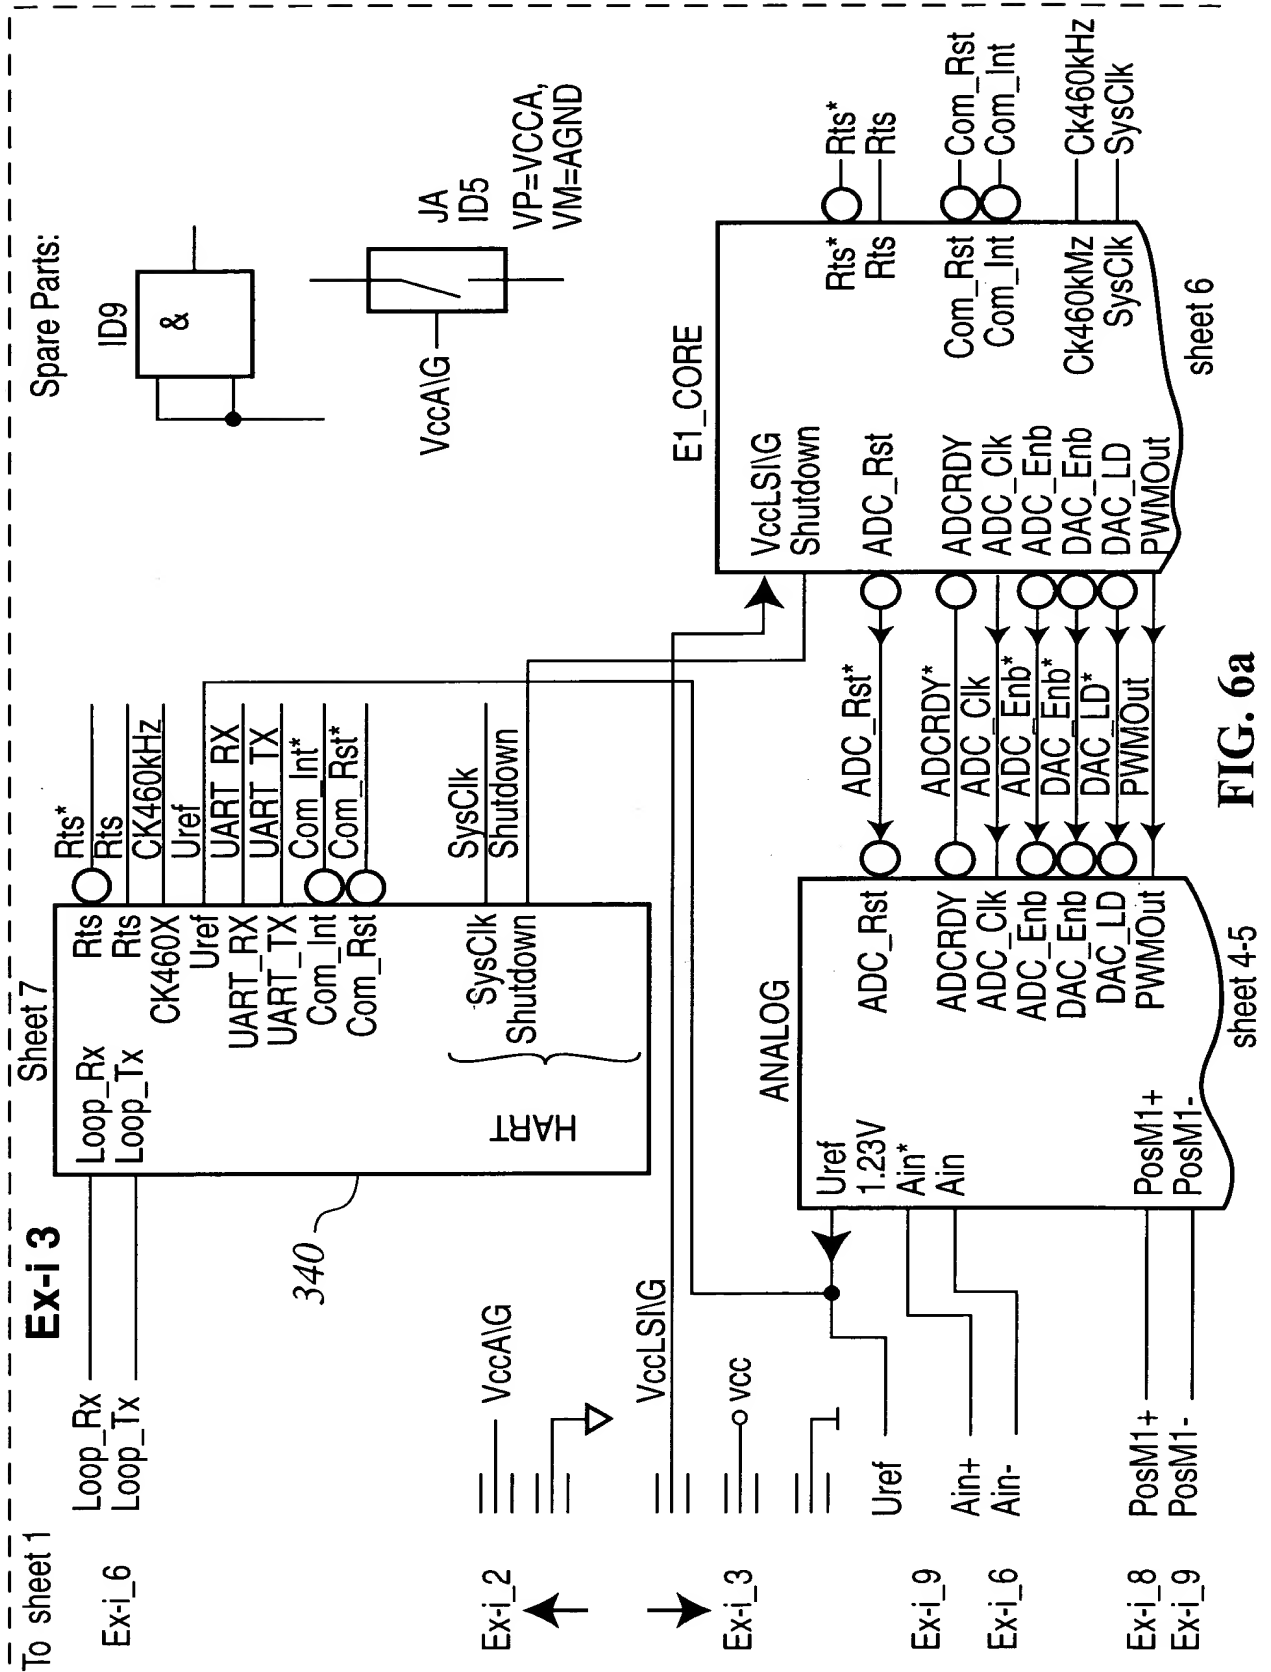 To sheet 1
Ex-i 3
Sheet 7
Spare Parts:
Ex-i_6
Loop_Rx
Loop_Tx
Loop_Rx
Loop_Tx
Rts
Rts
CK460X
Uref
UART_RX
UART_TX
Com_Int
Com_Rst
SysClk
Shutdown
HART
340
Rts*
Rts
CK460kHz
Uref
UART_RX
UART_TX
Com_Int*
Com_Rst*
SysClk
Shutdown
ID9
&
JA
ID5
VccA\G
VP=VCCA,
VM=AGND
Ex-i_2
VccA\G
VccLSI\G
Ex-i_3
vcc
E1_CORE
VccLSI\G
Shutdown
ADC_Rst
ADCRDY
ADC_Clk
ADC_Enb
DAC_Enb
DAC_LD
PWMOut
Rts*
Rts
Com_Rst
Com_Int
Ck460kMz
SysClk
Rts*
Rts
Com_Rst
Com_Int
Ck460kHz
SysClk
sheet 6
ANALOG
Uref
1.23V
Ain*
Ain
PosM1+
PosM1-
ADC_Rst
ADCRDY
ADC_Clk
ADC_Enb
DAC_Enb
DAC_LD
PWMOut
ADC_Rst*
ADCRDY*
ADC_Clk
ADC_Enb*
DAC_Enb*
DAC_LD*
PWMOut
Uref
Ex-i_9
Ain+
Ex-i_6
Ain-
Ex-i_8
PosM1+
Ex-i_9
PosM1-
sheet 4-5
FIG. 6a